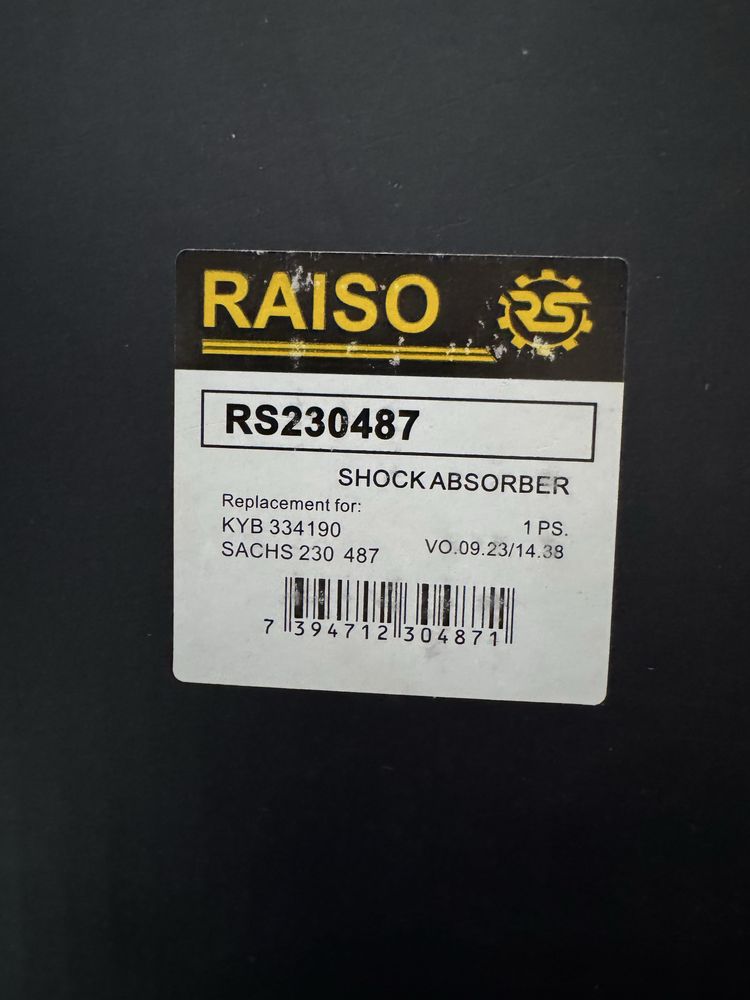 RAISO
RS
RS230487
SHOCK ABSORBER
Replacement for:
KYB 334190
1 PS.
SACHS 230 487
VO.09.23/14.38
7 394712 304871